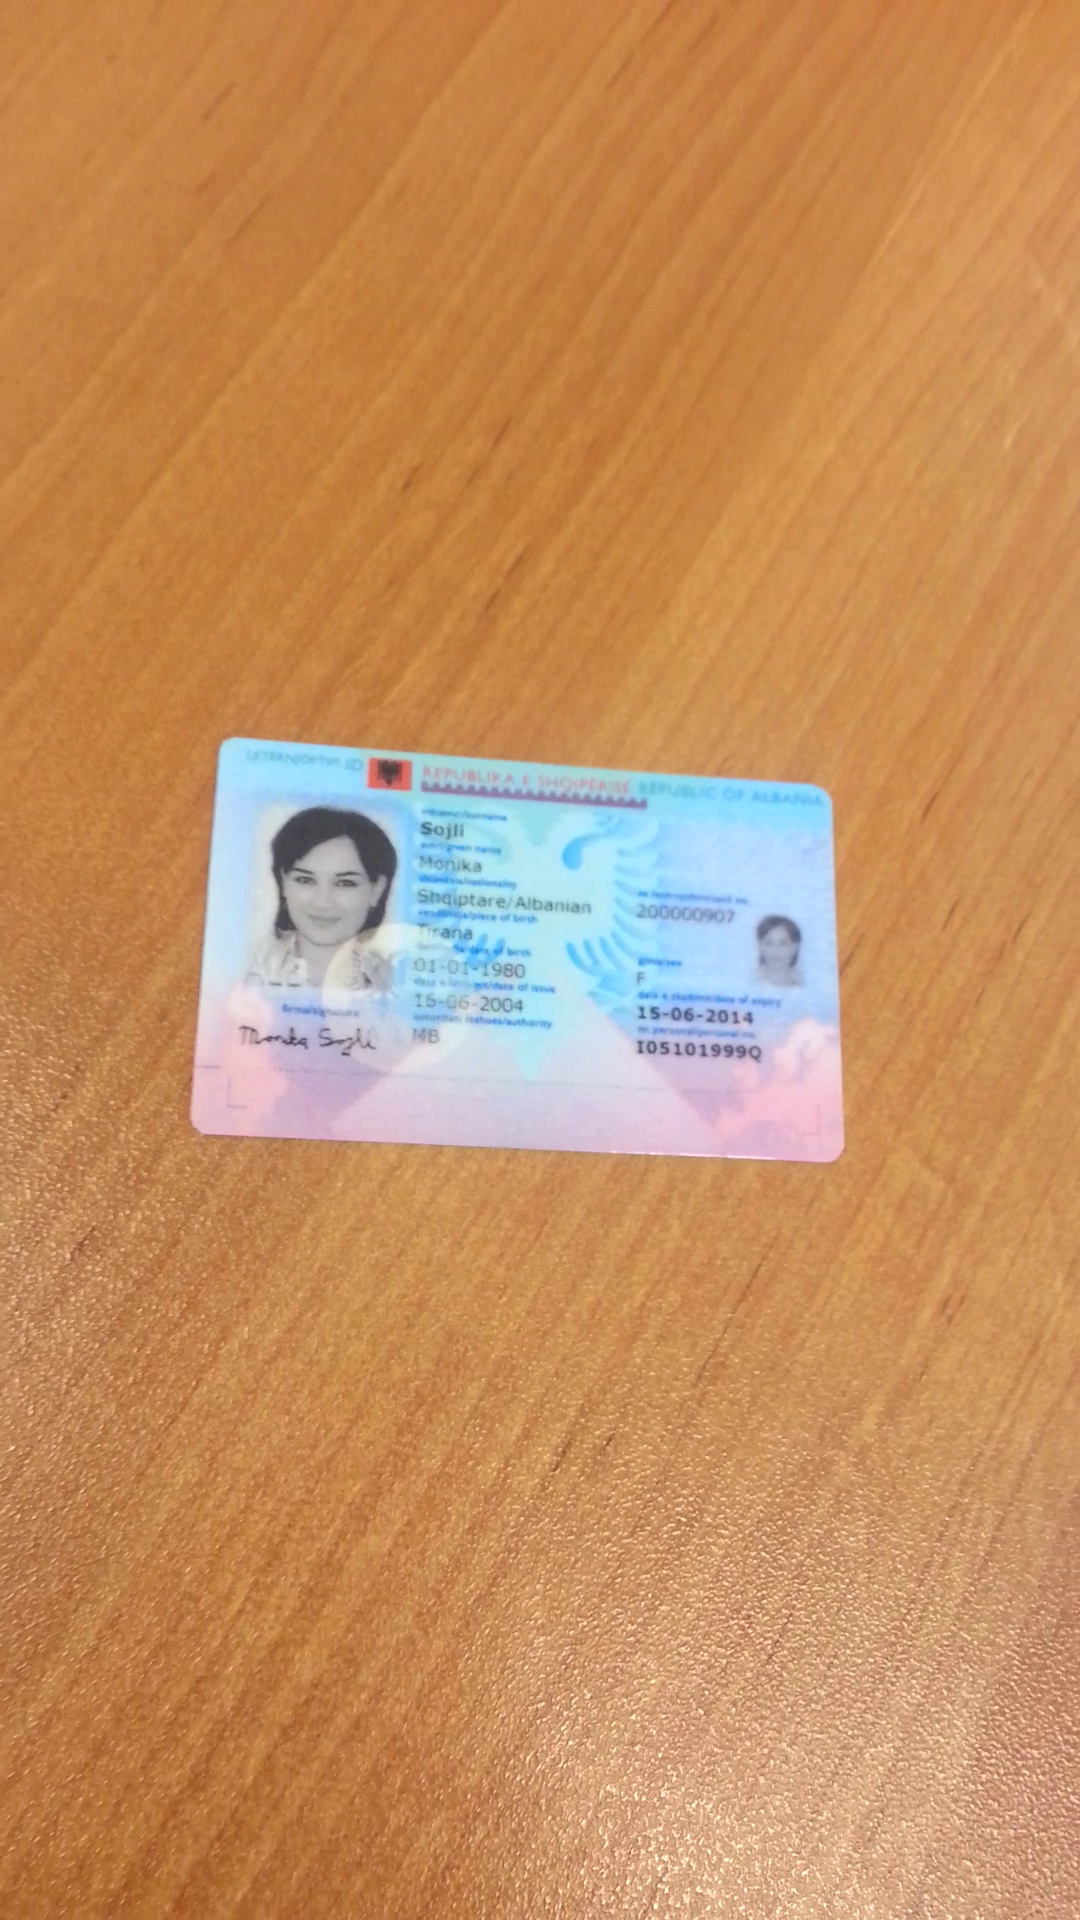 LETËRNJOFTIM ID REPUBLIKA E SHQIPËRISË REPUBLIC OF ALBANIA
mbiemri/surname
Sojli
emri/given name
Monika
shtetësia/nationality
Shqiptare/Albanian
vendlindja/place of birth
Tirana
datëlindja/date of birth
01-01-1980
data e lëshimit/date of issue
15-06-2004
autoriteti lëshues/authority
MB
nr. letërnjoftimi/card no.
200000907
gjinia/sex
F
data e skadimit/date of expiry
15-06-2014
nr. personal/personal no.
I05101999Q
ALB
firma/signature
Monika Sojli